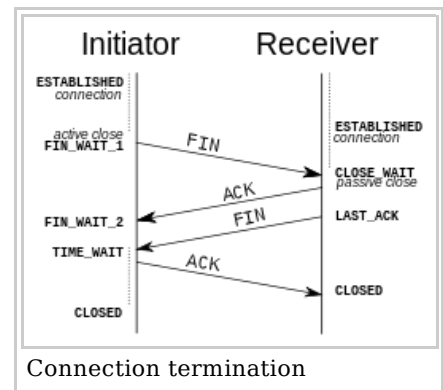 Initiator Receiver
ESTABLISHED
connection
active close
FIN_WAIT_1
FIN
ESTABLISHED
connection
CLOSE_WAIT
passive close
ACK
FIN_WAIT_2
FIN
LAST_ACK
TIME_WAIT
ACK
CLOSED
CLOSED
Connection termination